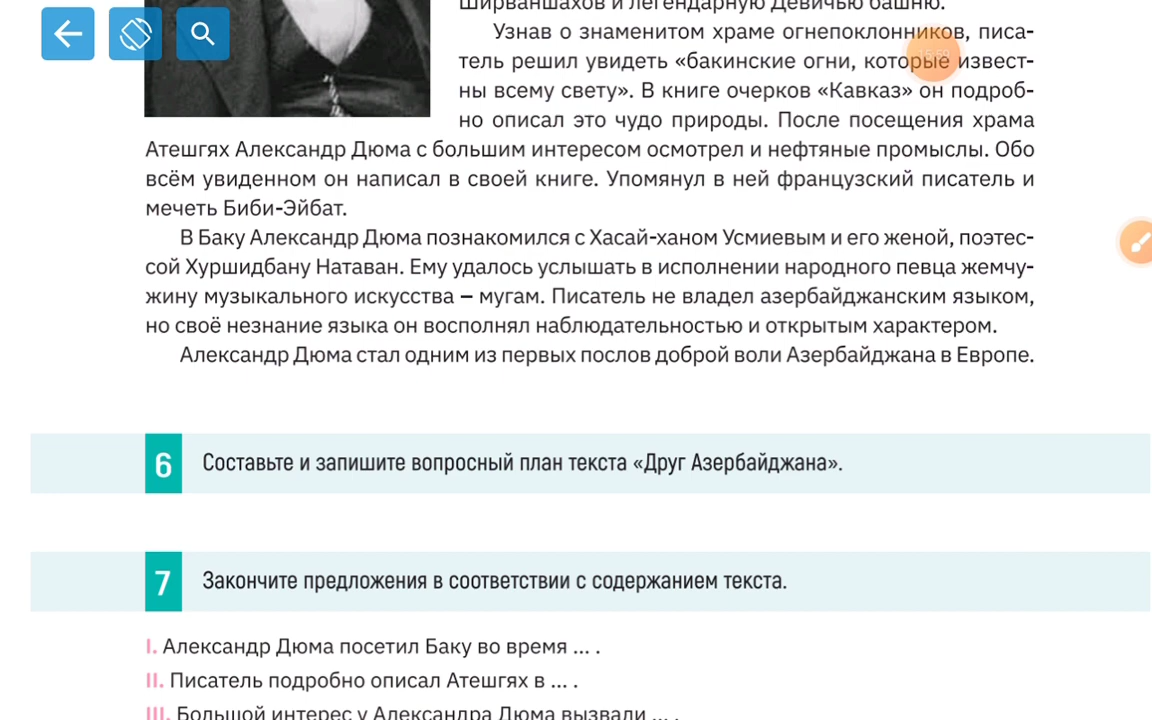 Ширваншахов и легендарную Девичью башню.
Узнав о знаменитом храме огнепоклонников, писа-
тель решил увидеть «бакинские огни, которые извест-
ны всему свету». В книге очерков «Кавказ» он подроб-
но описал это чудо природы. После посещения храма
Атешгях Александр Дюма с большим интересом осмотрел и нефтяные промыслы. Обо
всём увиденном он написал в своей книге. Упомянул в ней французский писатель и
мечеть Биби-Эйбат.
В Баку Александр Дюма познакомился с Хасай-ханом Усмиевым и его женой, поэтес-
сой Хуршидбану Натаван. Ему удалось услышать в исполнении народного певца жемчу-
жину музыкального искусства – мугам. Писатель не владел азербайджанским языком,
но своё незнание языка он восполнял наблюдательностью и открытым характером.
Александр Дюма стал одним из первых послов доброй воли Азербайджана в Европе.
6 Составьте и запишите вопросный план текста «Друг Азербайджана».
7 Закончите предложения в соответствии с содержанием текста.
I. Александр Дюма посетил Баку во время ... .
II. Писатель подробно описал Атешгях в ... .
III. Большой интерес у Александра Дюма вызвали ... .